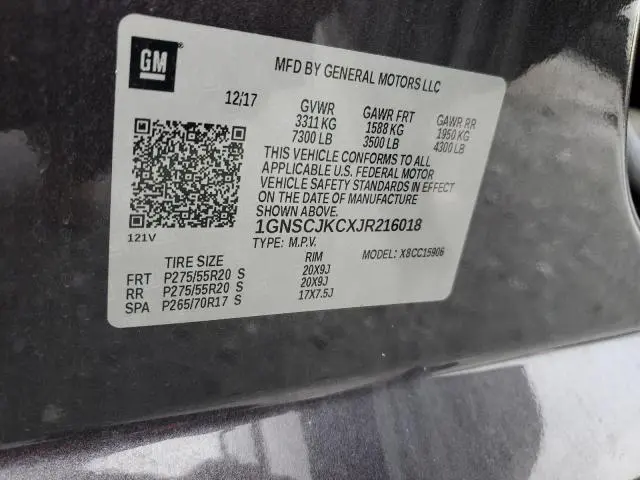 GM
MFD BY GENERAL MOTORS LLC
12/17
GVWR GAWR FRT GAWR RR
3311 KG 1588 KG 1950 KG
7300 LB 3500 LB 4300 LB
THIS VEHICLE CONFORMS TO ALL
APPLICABLE U.S. FEDERAL MOTOR
VEHICLE SAFETY STANDARDS IN EFFECT
ON THE DATE OF MANUFACTURE
SHOWN ABOVE.
1GNSCJKCXJR216018
121V
TYPE: M.P.V. MODEL: X8CC15906
TIRE SIZE RIM
FRT P275/55R20 S 20X9J
RR P275/55R20 S 20X9J
SPA P265/70R17 S 17X7.5J